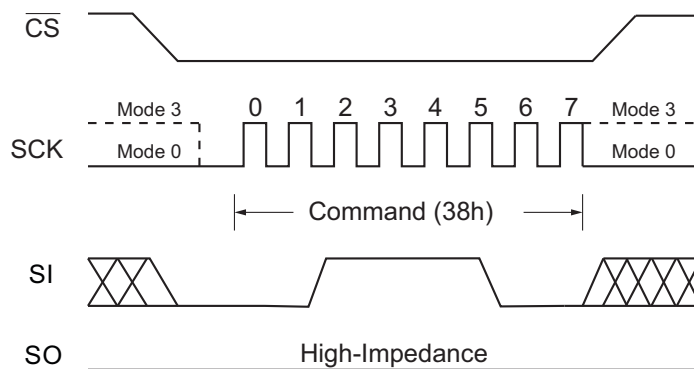 CS
Mode 3 0 1 2 3 4 5 6 7 Mode 3
SCK
Mode 0 Mode 0
Command (38h)
SI
SO High-Impedance